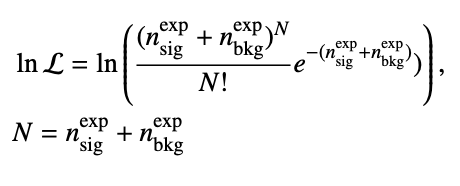 ln ℒ = ln( (n_sig^exp + n_bkg^exp)^N / N! e^{-(n_sig^exp + n_bkg^exp)}) ),
N = n_sig^exp + n_bkg^exp